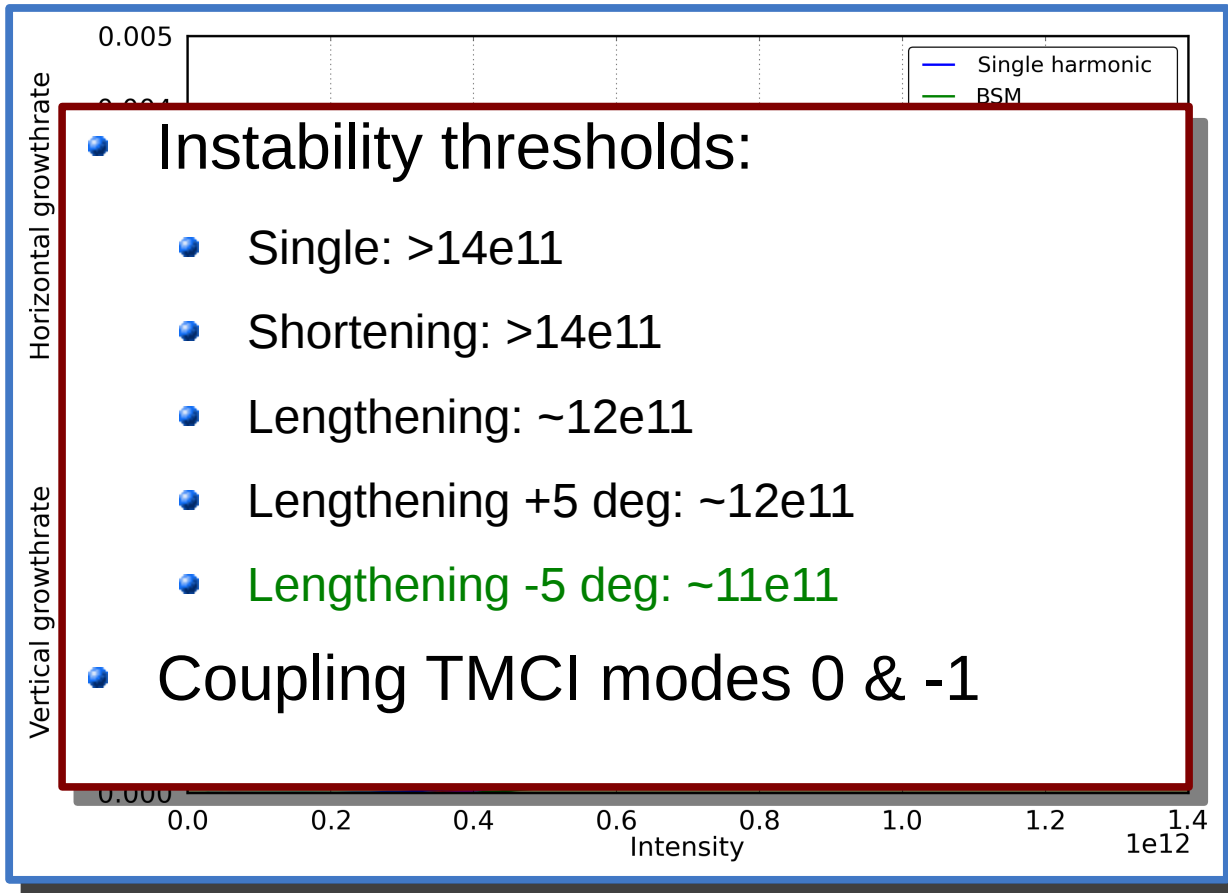 0.005
Single harmonic
BSM
0.004
Horizontal growthrate
Instability thresholds:
Single: >14e11
Shortening: >14e11
Lengthening: ~12e11
Lengthening +5 deg: ~12e11
Lengthening -5 deg: ~11e11
Coupling TMCI modes 0 & -1
Vertical growthrate
0.000
0.0 0.2 0.4 0.6 0.8 1.0 1.2 1.4
Intensity
1e12